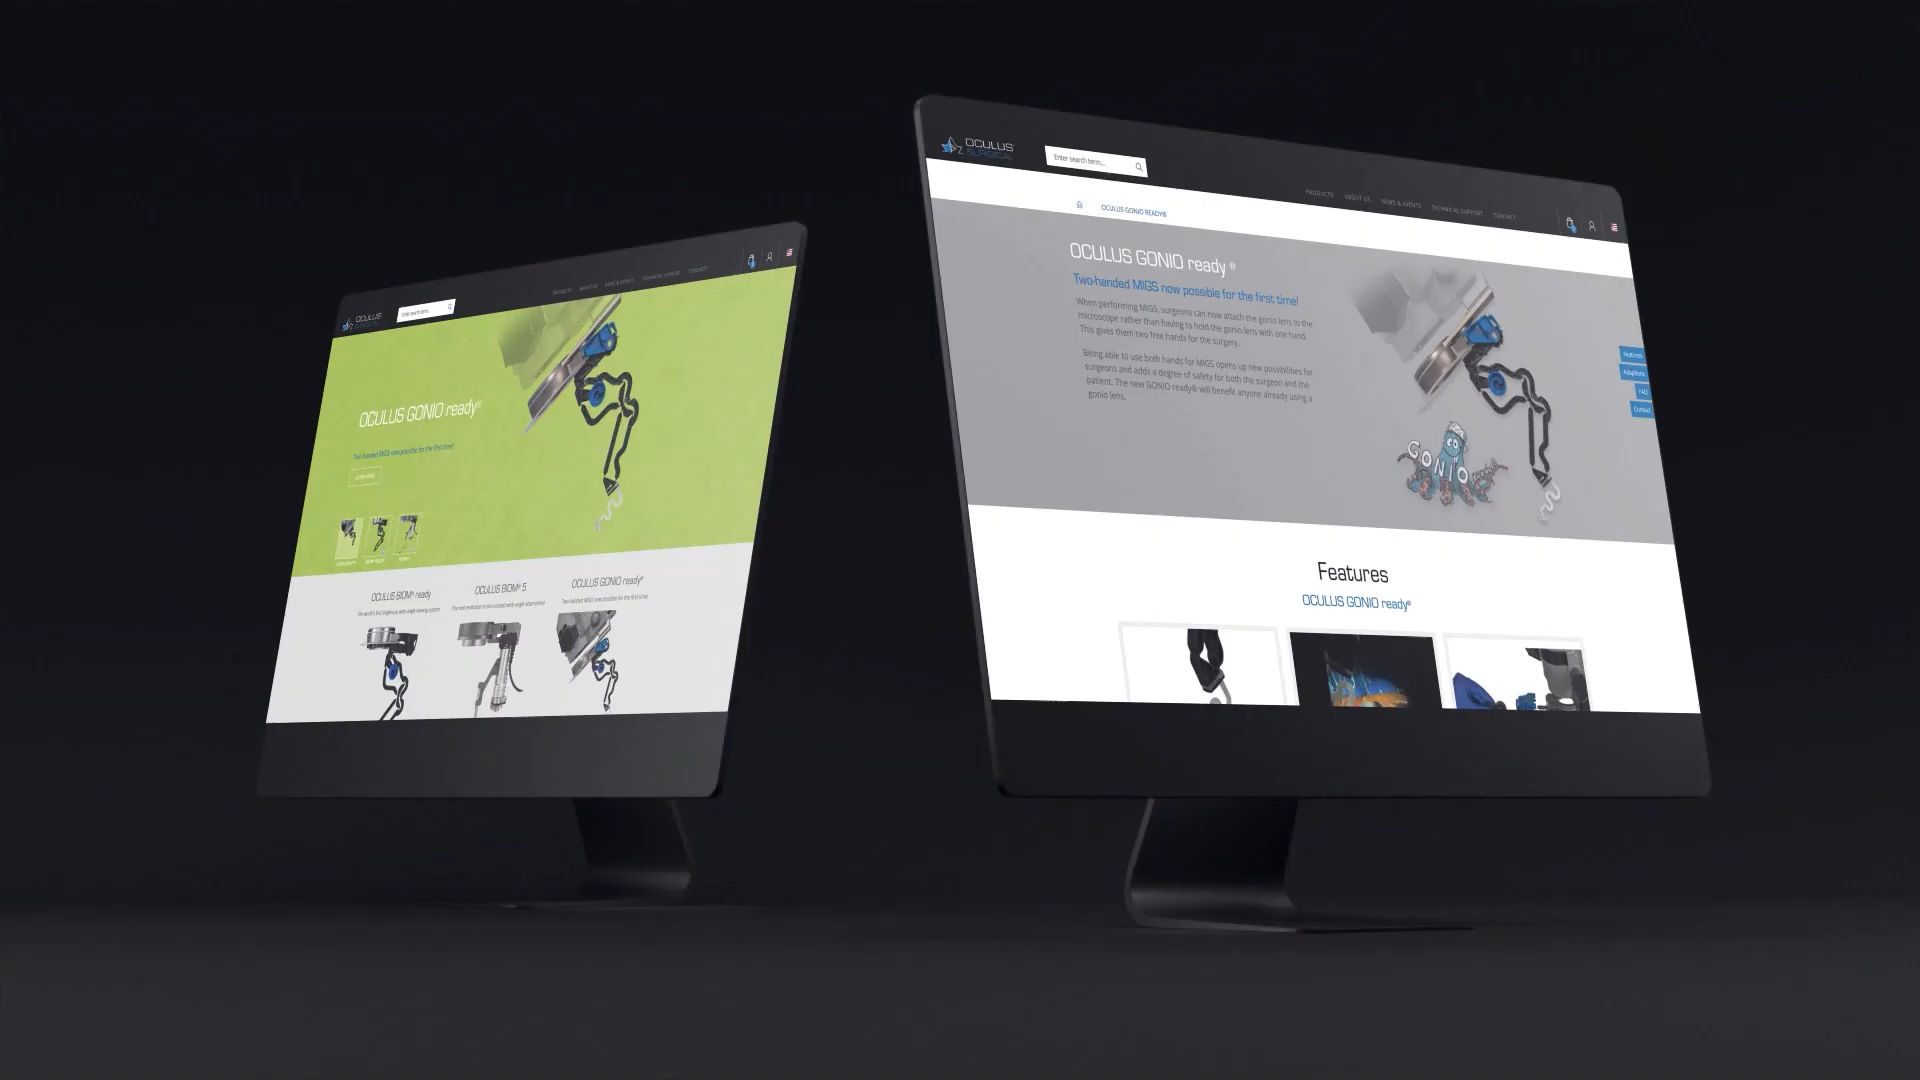 OCULUS
SURGICAL
Enter search term...
PRODUCTS
ABOUT US
NEWS & EVENTS
TECHNICAL SUPPORT
CONTACT
OCULUS GONIO ready®
Two-handed MIGS now possible for the first time!
LEARN MORE
OCULUS BIOM® ready
The world's first single-use wide-angle viewing system
OCULUS BIOM® 5
The next evolution in non-contact wide angle observation
OCULUS GONIO ready®
Two-handed MIGS now possible for the first time!
OCULUS
SURGICAL
Enter search term...
PRODUCTS
ABOUT US
NEWS & EVENTS
TECHNICAL SUPPORT
CONTACT
OCULUS GONIO READY®
OCULUS GONIO ready®
Two-handed MIGS now possible for the first time!
When performing MIGS, surgeons can now attach the gonio lens to the
microscope rather than having to hold the gonio lens with one hand.
This gives them two free hands for the surgery.
Being able to use both hands for MIGS opens up new possibilities for
surgeons and adds a degree of safety for both the surgeon and the
patient. The new GONIO ready® will benefit anyone already using a
gonio lens.
GONIO
ready
Features
Adaptions
FAQ
Contact
Features
OCULUS GONIO ready®